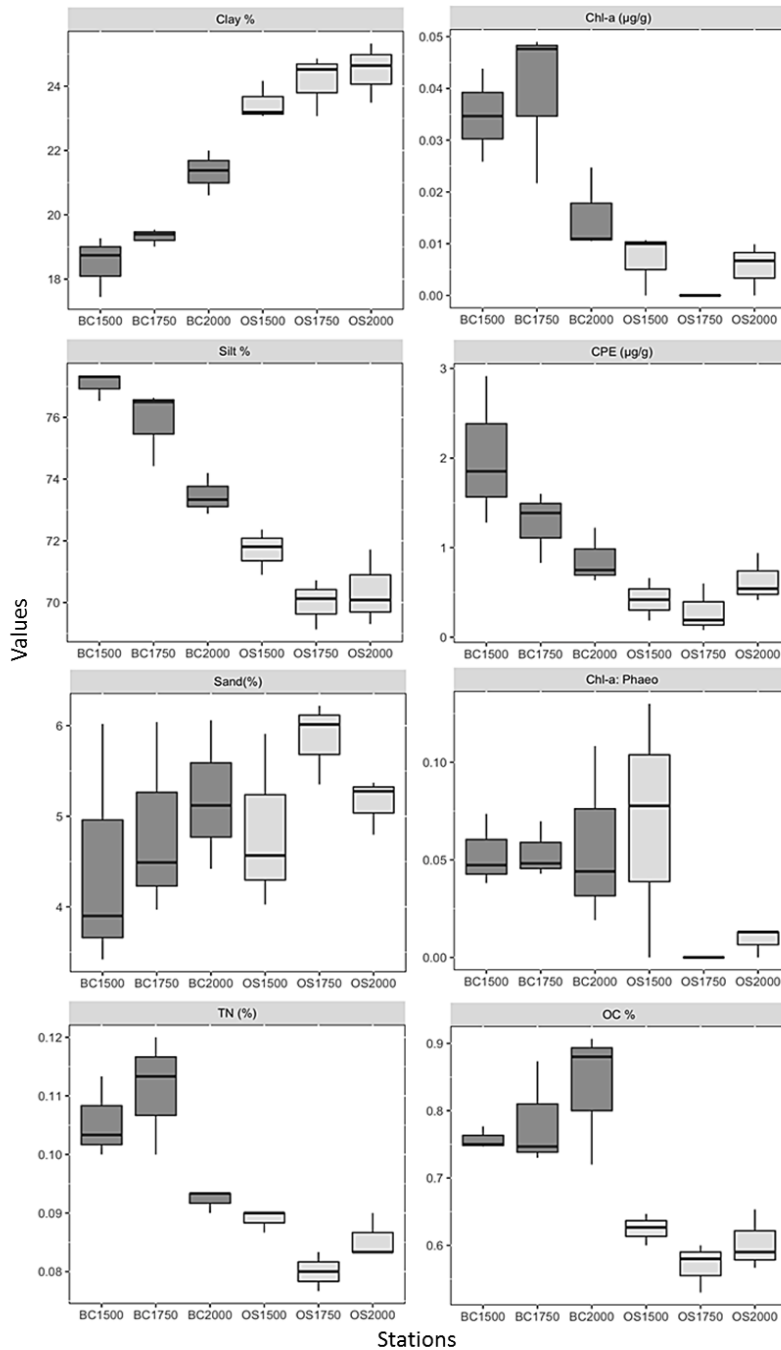 Clay %
24
22
20
18
BC1500 BC1750 BC2000 OS1500 OS1750 OS2000
Chl-a (µg/g)
0.05
0.04
0.03
0.02
0.01
0.00
BC1500 BC1750 BC2000 OS1500 OS1750 OS2000
Silt %
76
74
72
70
BC1500 BC1750 BC2000 OS1500 OS1750 OS2000
CPE (µg/g)
3
2
1
0
BC1500 BC1750 BC2000 OS1500 OS1750 OS2000
Values
Sand(%)
6
5
4
BC1500 BC1750 BC2000 OS1500 OS1750 OS2000
Chl-a: Phaeo
0.10
0.05
0.00
BC1500 BC1750 BC2000 OS1500 OS1750 OS2000
TN (%)
0.12
0.11
0.10
0.09
0.08
BC1500 BC1750 BC2000 OS1500 OS1750 OS2000
OC %
0.9
0.8
0.7
0.6
BC1500 BC1750 BC2000 OS1500 OS1750 OS2000
Stations